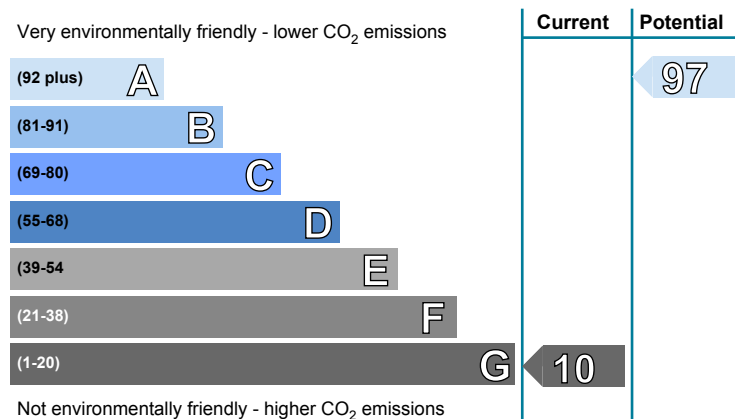 Very environmentally friendly - lower CO₂ emissions
Current Potential
(92 plus) A 97
(81-91) B
(69-80) C
(55-68) D
(39-54 E
(21-38) F
(1-20) G 10
Not environmentally friendly - higher CO₂ emissions